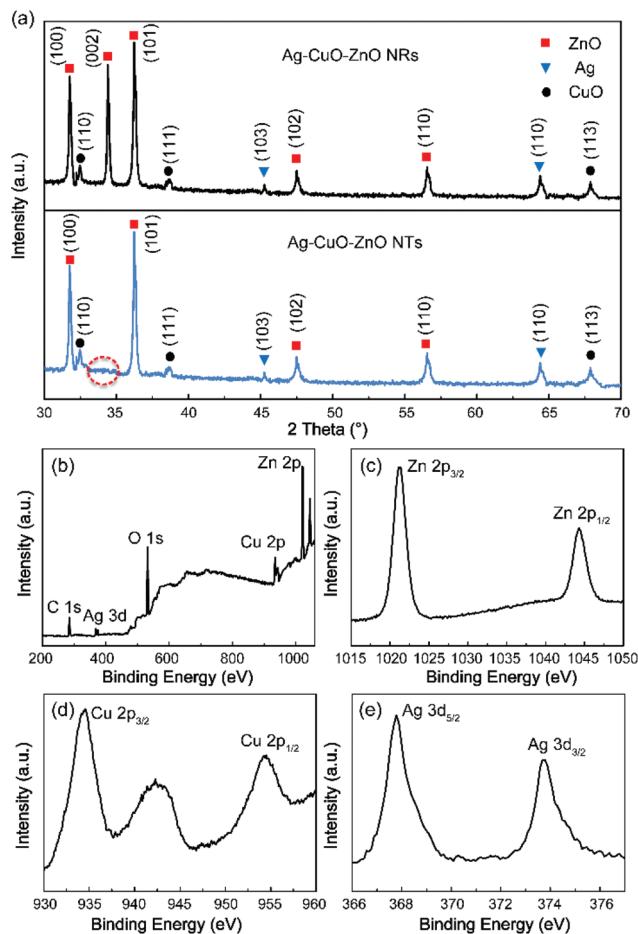 (a)
Ag-CuO-ZnO NRs
ZnO
Ag
CuO
(100)
(110)
(002)
(101)
(111)
(103)
(102)
(110)
(110)
(113)
Intensity (a.u.)
Ag-CuO-ZnO NTs
(100)
(110)
(101)
(111)
(103)
(102)
(110)
(110)
(113)
30 35 40 45 50 55 60 65 70
2 Theta (°)
(b)
Intensity (a.u.)
C 1s
Ag 3d
O 1s
Cu 2p
Zn 2p
200 400 600 800 1000
Binding Energy (eV)
(c)
Intensity (a.u.)
Zn 2p3/2
Zn 2p1/2
1015 1020 1025 1030 1035 1040 1045 1050
Binding Energy (eV)
(d)
Intensity (a.u.)
Cu 2p3/2
Cu 2p1/2
930 935 940 945 950 955 960
Binding Energy (eV)
(e)
Intensity (a.u.)
Ag 3d5/2
Ag 3d3/2
366 368 370 372 374 376
Binding Energy (eV)